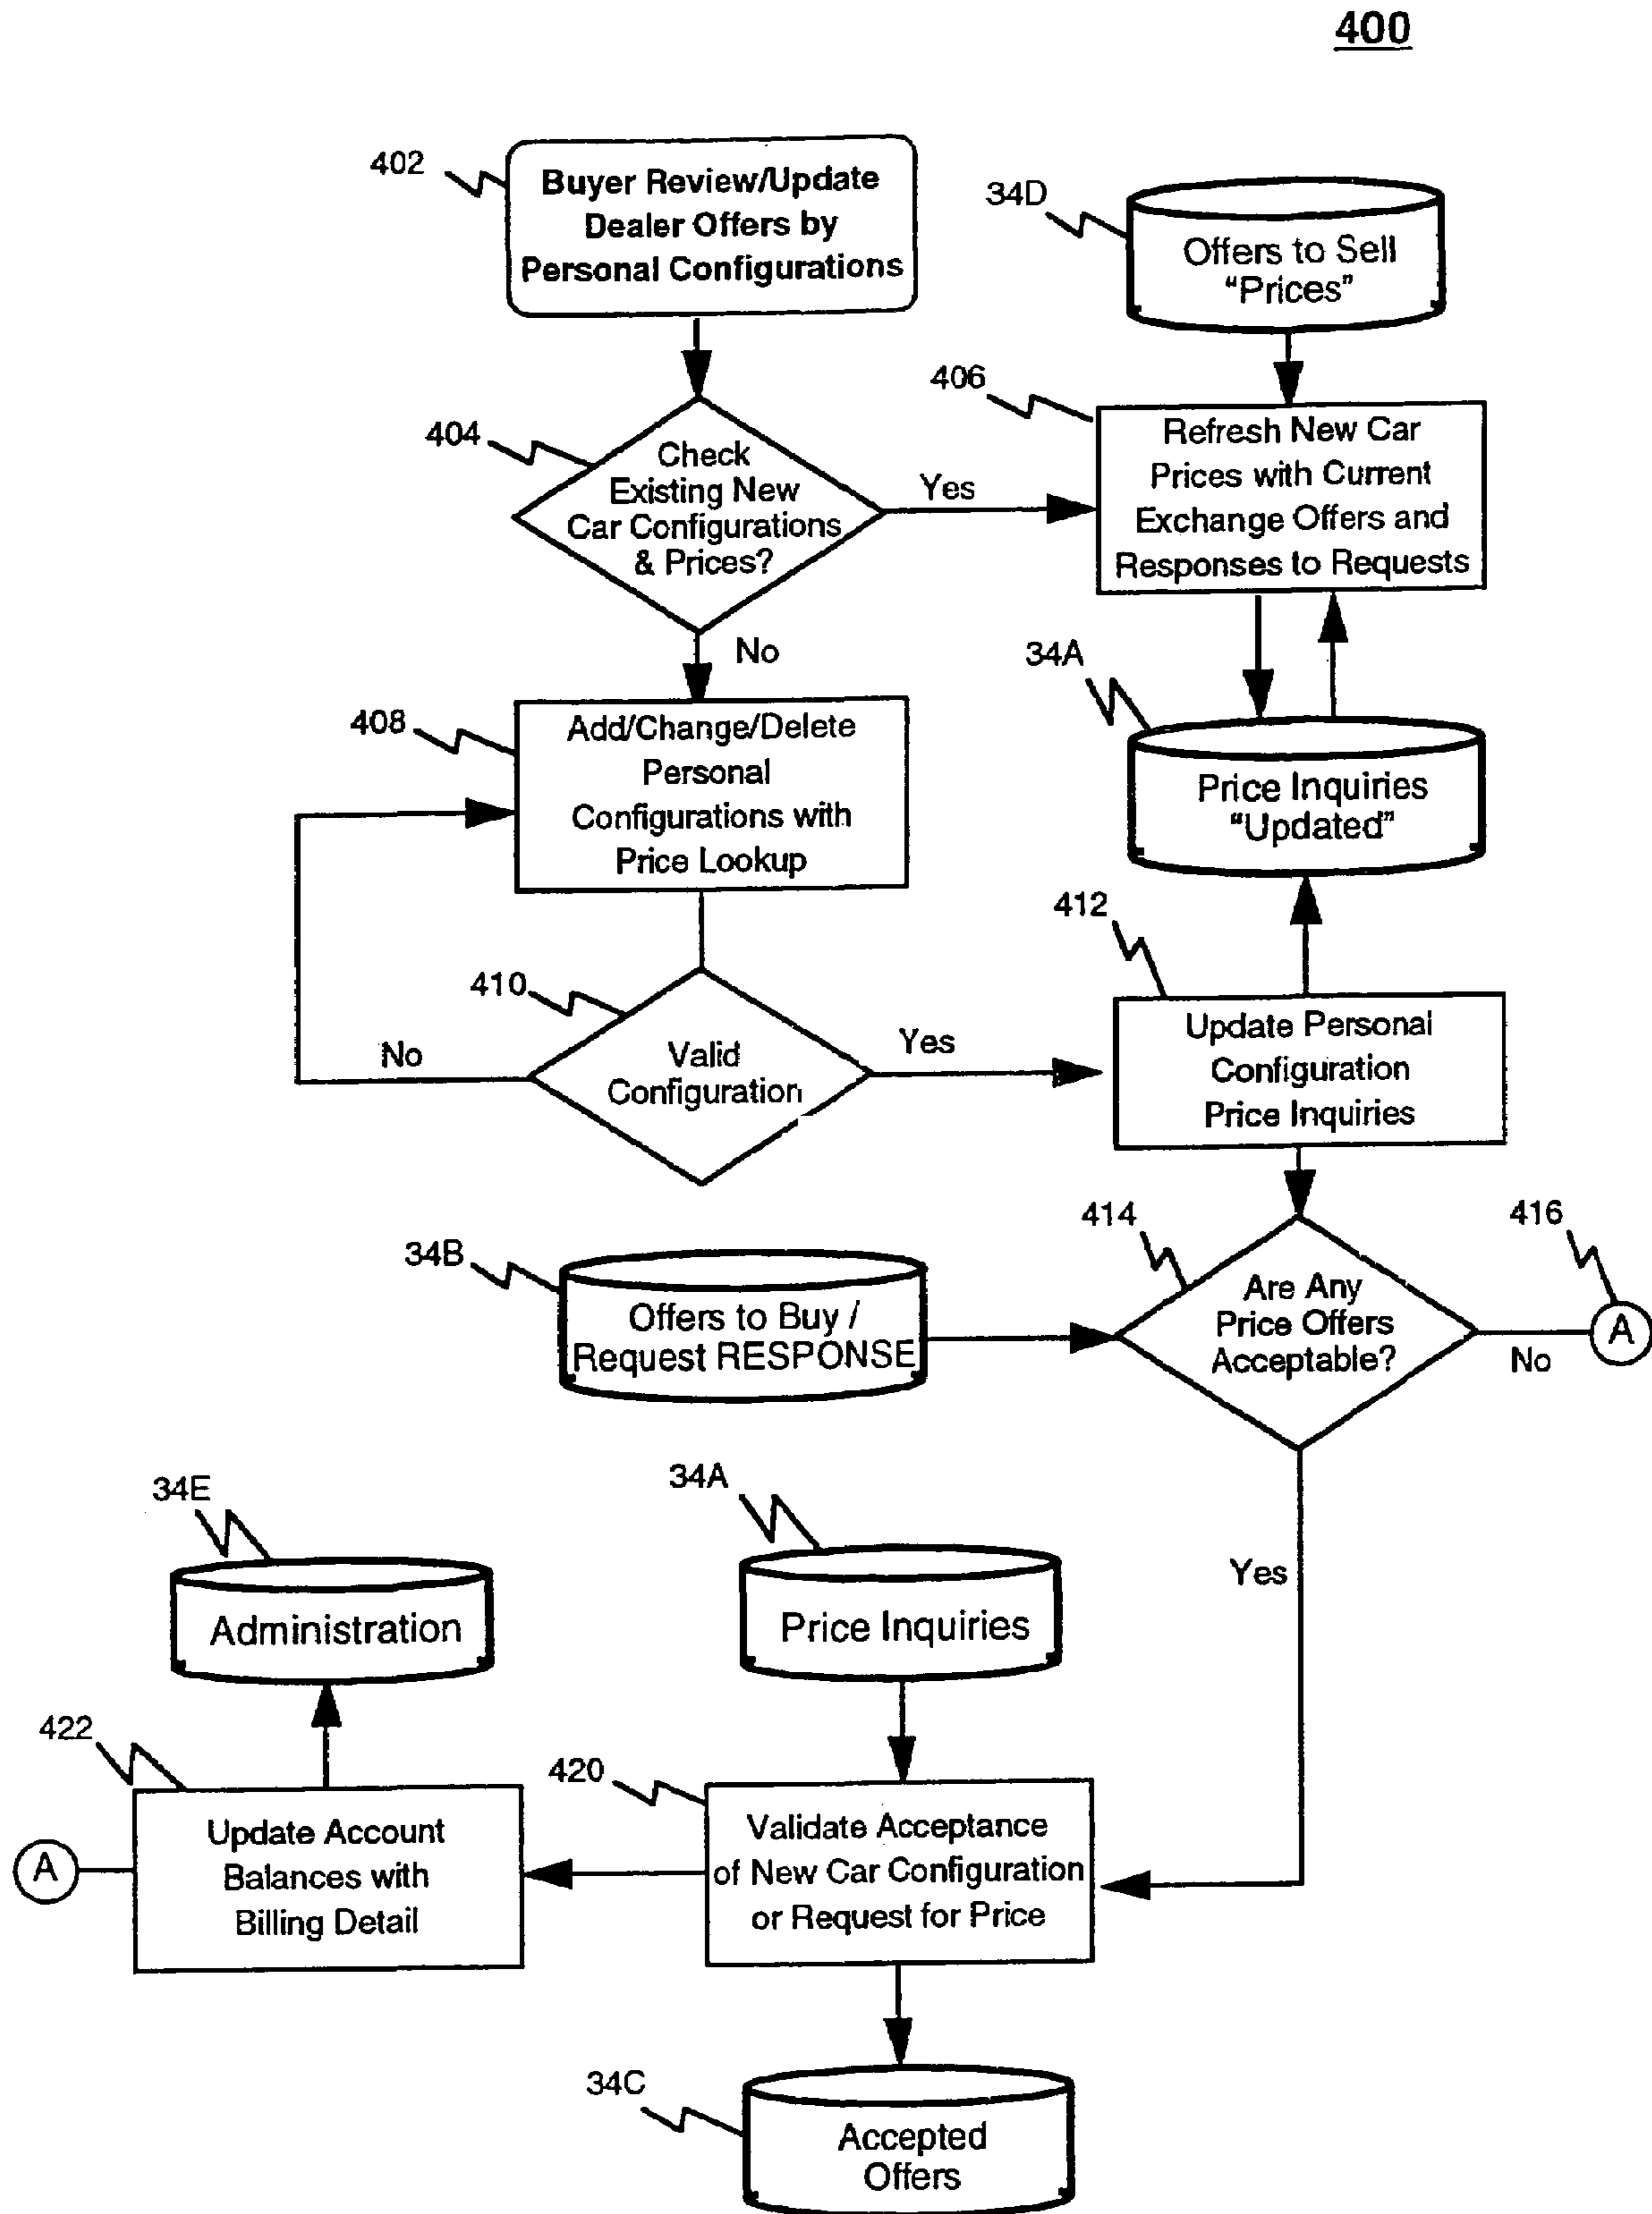 400
402
Buyer Review/Update
Dealer Offers by
Personal Configurations
34D
Offers to Sell
“Prices”
404
Check
Existing New
Car Configurations
& Prices?
Yes
No
406
Refresh New Car
Prices with Current
Exchange Offers and
Responses to Requests
34A
Price Inquiries
“Updated”
408
Add/Change/Delete
Personal
Configurations with
Price Lookup
410
Valid
Configuration
No
Yes
412
Update Personal
Configuration
Price Inquiries
34B
Offers to Buy /
Request RESPONSE
414
Are Any
Price Offers
Acceptable?
No
416
A
Yes
34E
Administration
34A
Price Inquiries
422
Update Account
Balances with
Billing Detail
A
420
Validate Acceptance
of New Car Configuration
or Request for Price
34C
Accepted
Offers